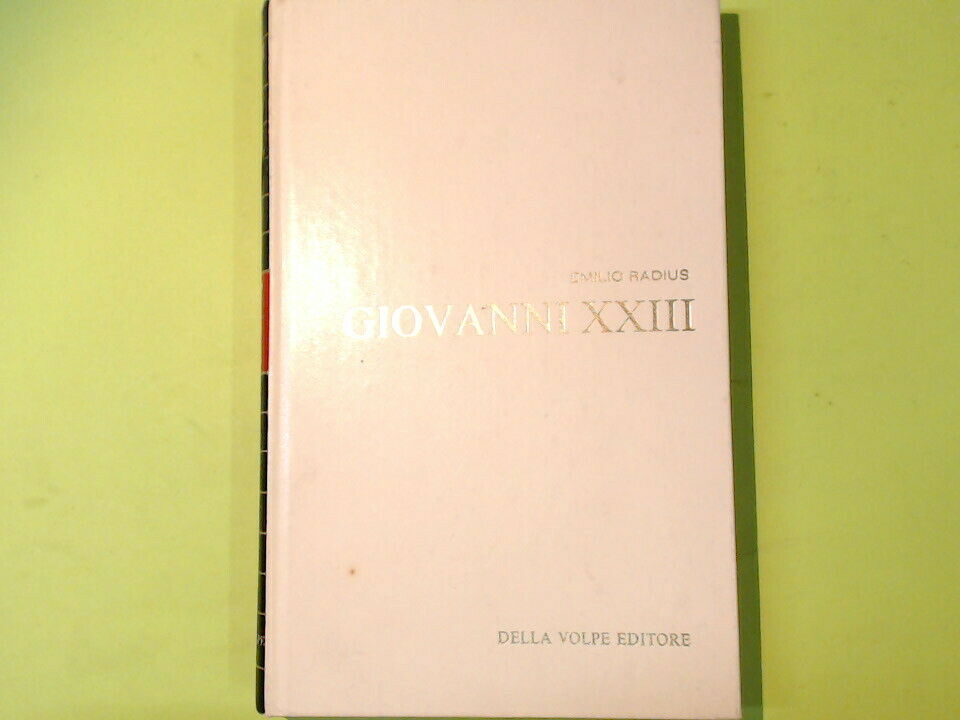 EMILIO RADIUS
GIOVANNI XXIII
DELLA VOLPE EDITORE